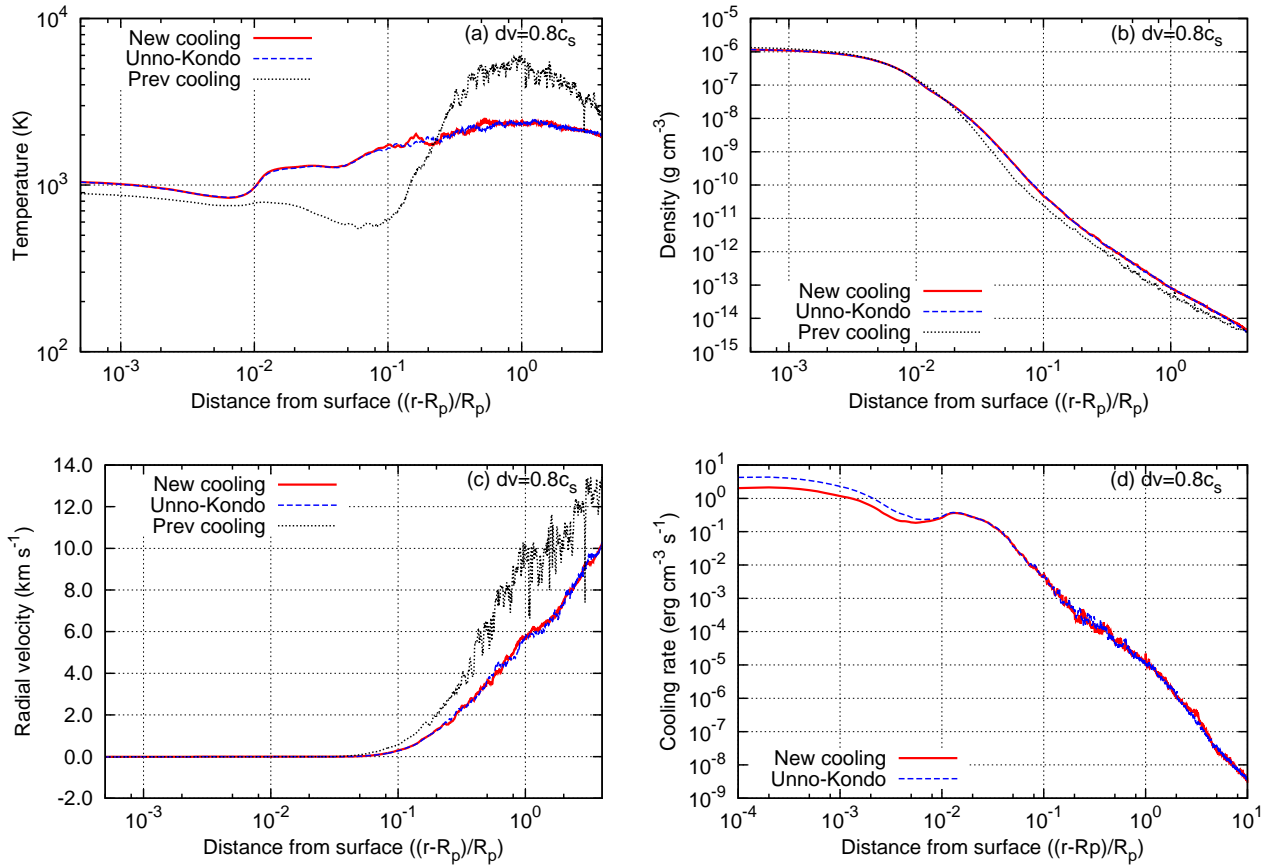 (a) dv=0.8c_s
New cooling
Unno-Kondo
Prev cooling
Temperature (K)
10^4
10^3
10^2
10^-3 10^-2 10^-1 10^0
Distance from surface ((r-R_p)/R_p)
(b) dv=0.8c_s
New cooling
Unno-Kondo
Prev cooling
Density (g cm^-3)
10^-5
10^-6
10^-7
10^-8
10^-9
10^-10
10^-11
10^-12
10^-13
10^-14
10^-15
10^-3 10^-2 10^-1 10^0
Distance from surface ((r-R_p)/R_p)
(c) dv=0.8c_s
New cooling
Unno-Kondo
Prev cooling
Radial velocity (km s^-1)
14.0
12.0
10.0
8.0
6.0
4.0
2.0
0.0
-2.0
10^-3 10^-2 10^-1 10^0
Distance from surface ((r-R_p)/R_p)
(d) dv=0.8c_s
New cooling
Unno-Kondo
Cooling rate (erg cm^-3 s^-1)
10^1
10^0
10^-1
10^-2
10^-3
10^-4
10^-5
10^-6
10^-7
10^-8
10^-9
10^-4 10^-3 10^-2 10^-1 10^0 10^1
Distance from surface ((r-Rp)/R_p)